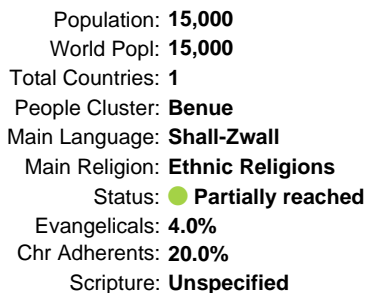 Population: 15,000
World Popl: 15,000
Total Countries: 1
People Cluster: Benue
Main Language: Shall-Zwall
Main Religion: Ethnic Religions
Status: Partially reached
Evangelicals: 4.0%
Chr Adherents: 20.0%
Scripture: Unspecified